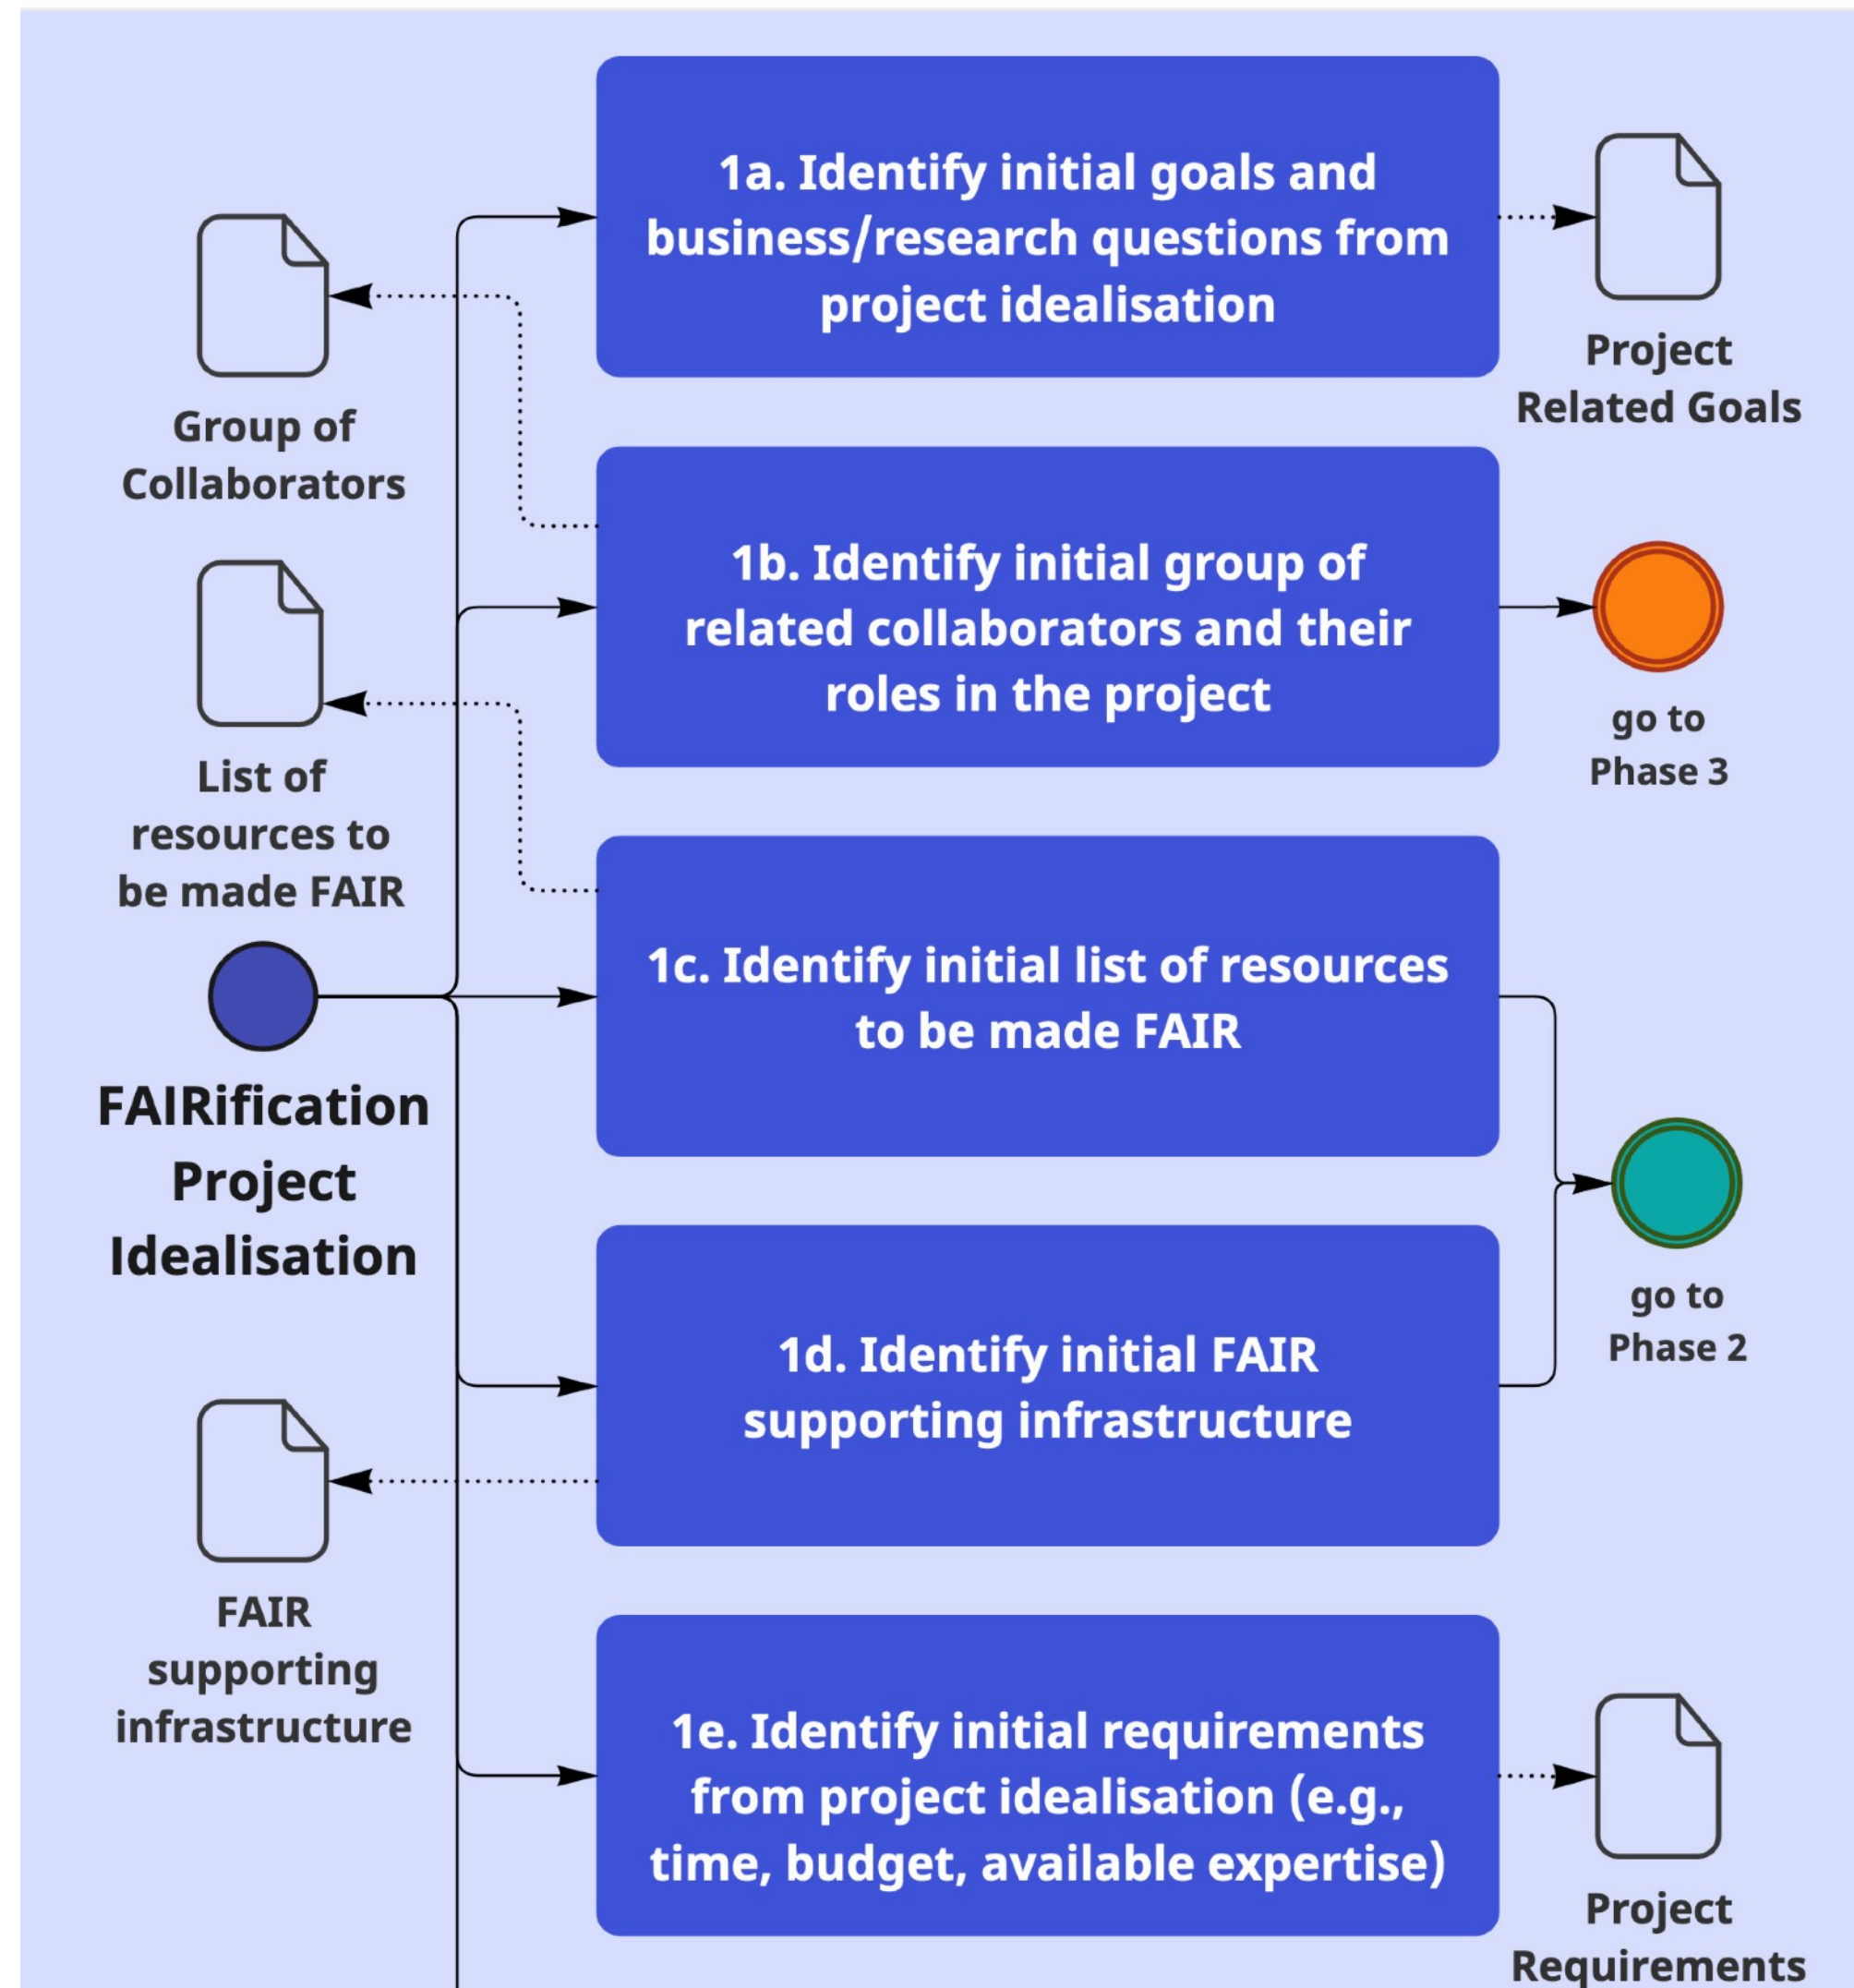 1a. Identify initial goals and
business/research questions from
project idealisation
Project
Related Goals
Group of
Collaborators
1b. Identify initial group of
related collaborators and their
roles in the project
go to
Phase 3
List of
resources to
be made FAIR
1c. Identify initial list of resources
to be made FAIR
FAIRification
Project
Idealisation
go to
Phase 2
1d. Identify initial FAIR
supporting infrastructure
FAIR
supporting
infrastructure
1e. Identify initial requirements
from project idealisation (e.g.,
time, budget, available expertise)
Project
Requirements